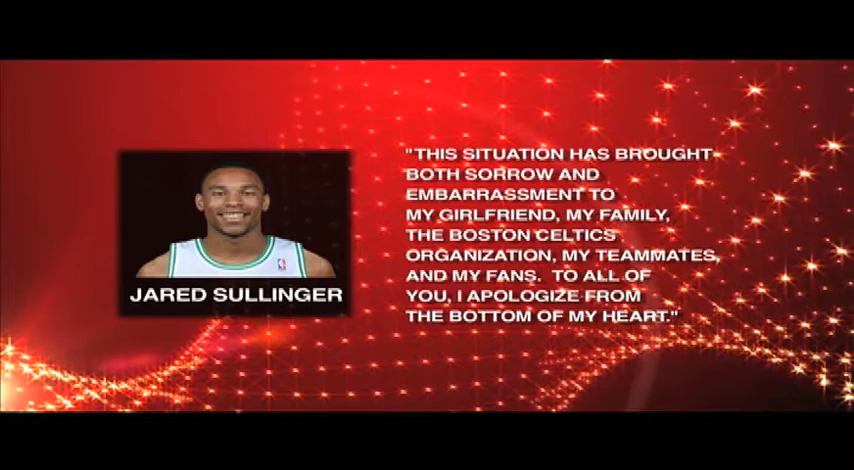 "THIS SITUATION HAS BROUGHT
BOTH SORROW AND
EMBARRASSMENT TO
MY GIRLFRIEND, MY FAMILY,
THE BOSTON CELTICS
ORGANIZATION, MY TEAMMATES,
AND MY FANS. TO ALL OF
YOU, I APOLOGIZE FROM
THE BOTTOM OF MY HEART."
JARED SULLINGER